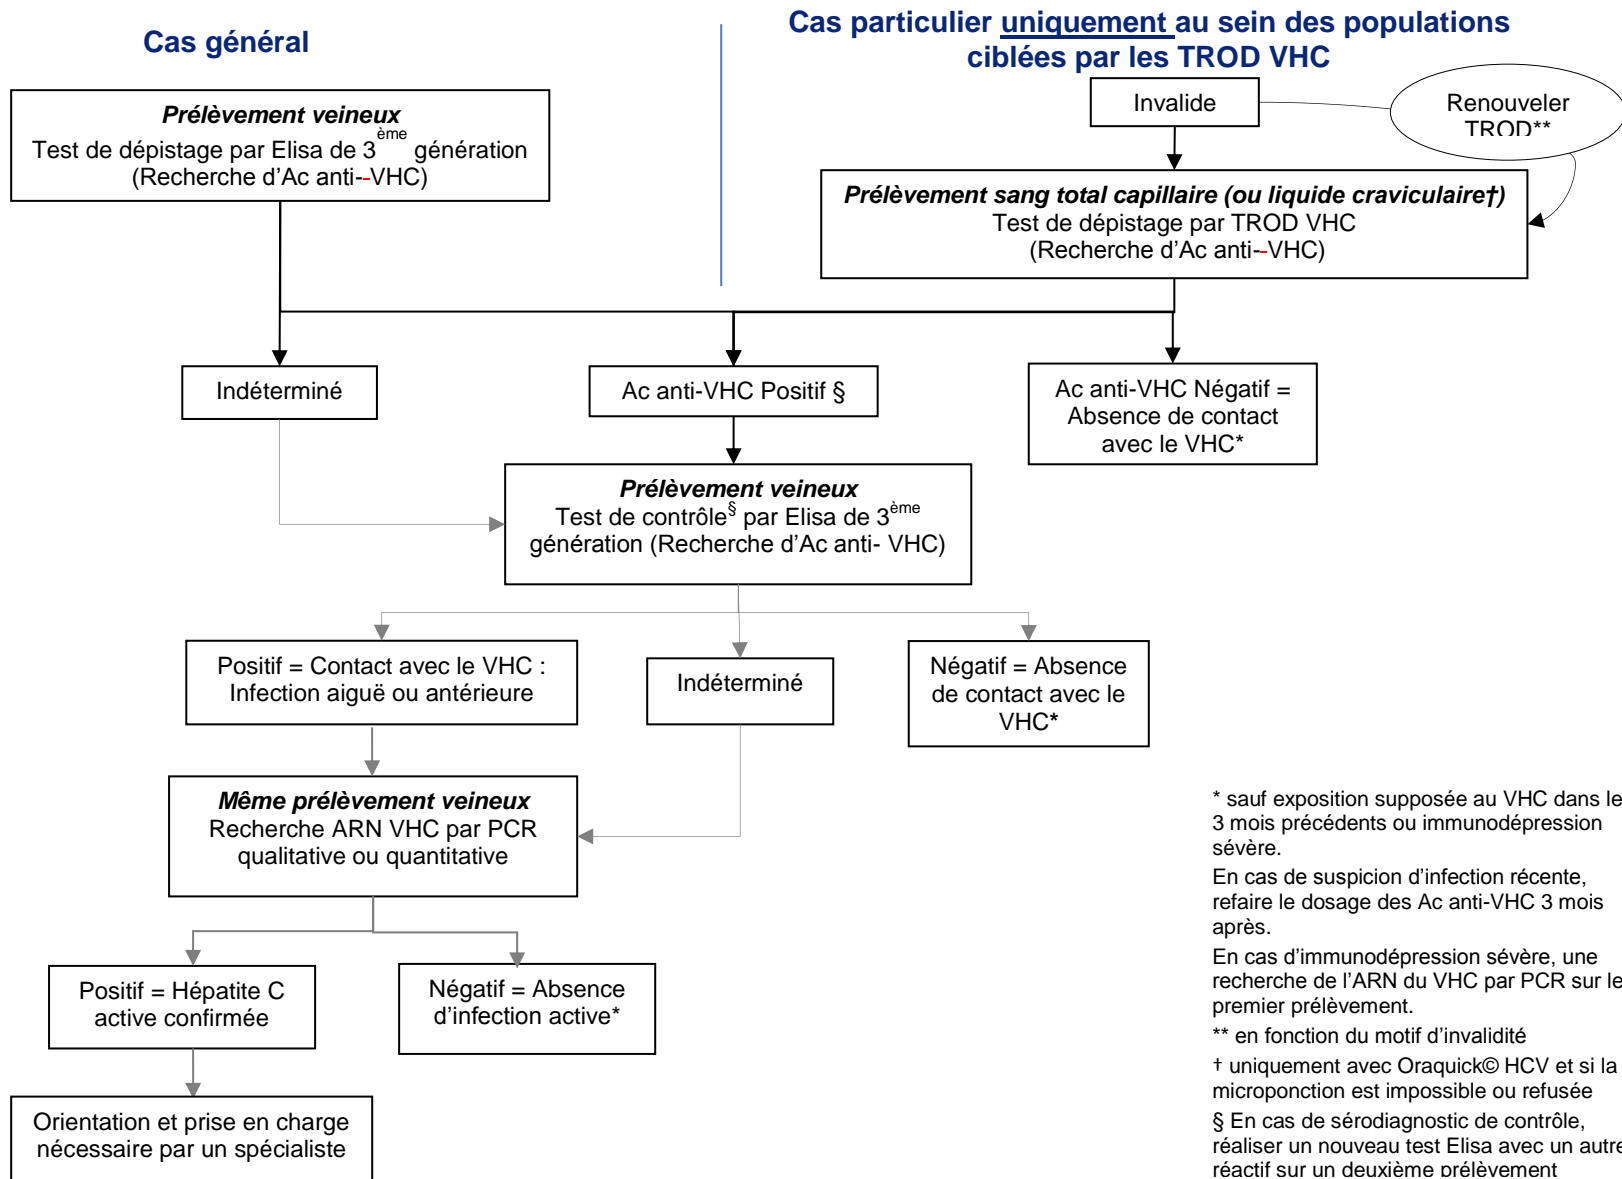 Cas général
Cas particulier uniquement au sein des populations
ciblées par les TROD VHC
Prélèvement veineux
Test de dépistage par Elisa de 3ème génération
(Recherche d'Ac anti--VHC)
Invalide
Renouveler
TROD**
Prélèvement sang total capillaire (ou liquide craviculaire†)
Test de dépistage par TROD VHC
(Recherche d'Ac anti--VHC)
Indéterminé
Ac anti-VHC Positif §
Ac anti-VHC Négatif =
Absence de contact
avec le VHC*
Prélèvement veineux
Test de contrôle§ par Elisa de 3ème
génération (Recherche d'Ac anti- VHC)
Positif = Contact avec le VHC :
Infection aiguë ou antérieure
Indéterminé
Négatif = Absence
de contact avec le
VHC*
Même prélèvement veineux
Recherche ARN VHC par PCR
qualitative ou quantitative
Positif = Hépatite C
active confirmée
Négatif = Absence
d'infection active*
Orientation et prise en charge
nécessaire par un spécialiste
* sauf exposition supposée au VHC dans le
3 mois précédents ou immunodépression
sévère.
En cas de suspicion d'infection récente,
refaire le dosage des Ac anti-VHC 3 mois
après.
En cas d'immunodépression sévère, une
recherche de l'ARN du VHC par PCR sur le
premier prélèvement.
** en fonction du motif d'invalidité
† uniquement avec Oraquick© HCV et si la
microponction est impossible ou refusée
§ En cas de sérodiagnostic de contrôle,
réaliser un nouveau test Elisa avec un autre
réactif sur un deuxième prélèvement